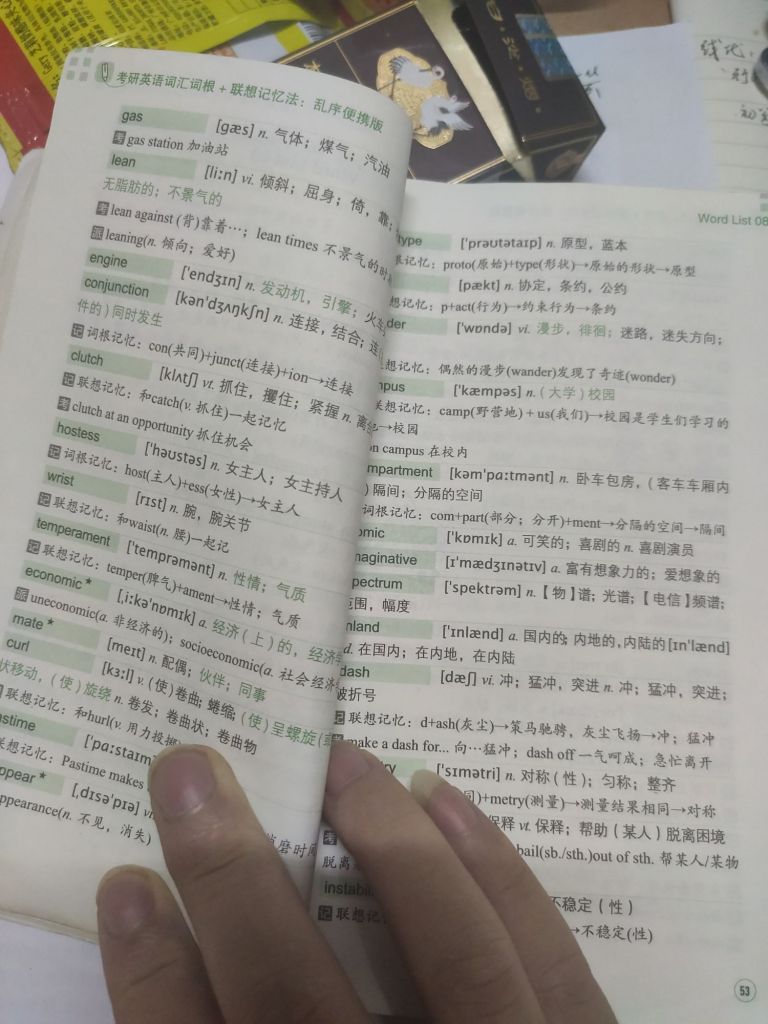 考研英语词汇词根 + 联想记忆法：乱序便携版
gas [gæs] n. 气体；煤气；汽油
考 gas station 加油站
lean [liːn] vi. 倾斜；屈身；倚，靠；
无脂肪的；不景气的
考 lean against (背)靠着…；lean times 不景气的时
派 leaning(n. 倾向；爱好)
engine ['endʒɪn] n. 发动机，引擎；火车
conjunction [kən'dʒʌŋkʃn] n. 连接，结合；连
件的) 同时发生
记 词根记忆：con(共同)+junct(连接)+ion→连接
clutch [klʌtʃ] vt. 抓住，攫住；紧握 n. 离
记 联想记忆：和catch(v. 抓住)一起记忆
考 clutch at an opportunity 抓住机会
hostess ['həʊstəs] n. 女主人；女主持人
记 词根记忆：host(主人)+ess(女性)→女主人
wrist [rɪst] n. 腕，腕关节
记 联想记忆：和waist(n. 腰)一起记
temperament ['temprəmənt] n. 性情；气质
记 联想记忆：temper(脾气)+ament→性情；气质
economic * [ˌiːkə'nɒmɪk] a. 经济（上）的，经济学
派 uneconomic(a. 非经济的)；socioeconomic(a. 社会经济
mate * [meɪt] n. 配偶；伙伴；同事
curl [kɜːl] v. (使)卷曲；蜷缩；(使)呈螺旋(或
状移动，(使)旋绕 n. 卷发；卷曲状；卷曲物
记 联想记忆：和hurl(v. 用力投掷)
astime ['pɑːstaɪm]
联想记忆：Pastime makes
消磨时间
ppear * [ˌdɪsə'pɪə] vi.
ppearance(n. 不见，消失)
Word List 08
type ['prəʊtətaɪp] n. 原型，蓝本
根记忆：proto(原始)+type(形状)→原始的形状→原型
[pækt] n. 协定，条约，公约
想记忆：p+act(行为)→约束行为→条约
der ['wɒndə] vi. 漫步，徘徊；迷路，迷失方向；
想记忆：偶然的漫步(wander)发现了奇迹(wonder)
pus ['kæmpəs] n.（大学）校园
联想记忆：camp(野营地) + us(我们)→校园是学生们学习的
→校园
n campus 在校内
mpartment [kəm'pɑːtmənt] n. 卧车包房，(客车车厢内
) 隔间；分隔的空间
词根记忆：com+part(部分；分开)+ment→分隔的空间→隔间
omic ['kɒmɪk] a. 可笑的；喜剧的 n. 喜剧演员
maginative [ɪ'mædʒɪnətɪv] a. 富有想象力的；爱想象的
pectrum ['spektrəm] n.【物】谱；光谱；【电信】频谱；
范围，幅度
nland ['ɪnlænd] a. 国内的；内地的，内陆的 [ɪn'lænd]
d. 在国内；在内地，在内陆
dash [dæʃ] vi. 冲；猛冲，突进 n. 冲；猛冲，突进；
破折号
记 联想记忆：d+ash(灰尘)→策马驰骋，灰尘飞扬→冲；猛冲
考 make a dash for... 向…猛冲；dash off 一气呵成；急忙离开
try ['sɪmətri] n. 对称（性）；匀称；整齐
同)+metry(测量)→测量结果相同→对称
保释 vt. 保释；帮助（某人）脱离困境
考 bail(sb./sth.)out of sth. 帮某人/某物
脱离
instabil 不稳定（性）
记 联想记 →不稳定(性)
53